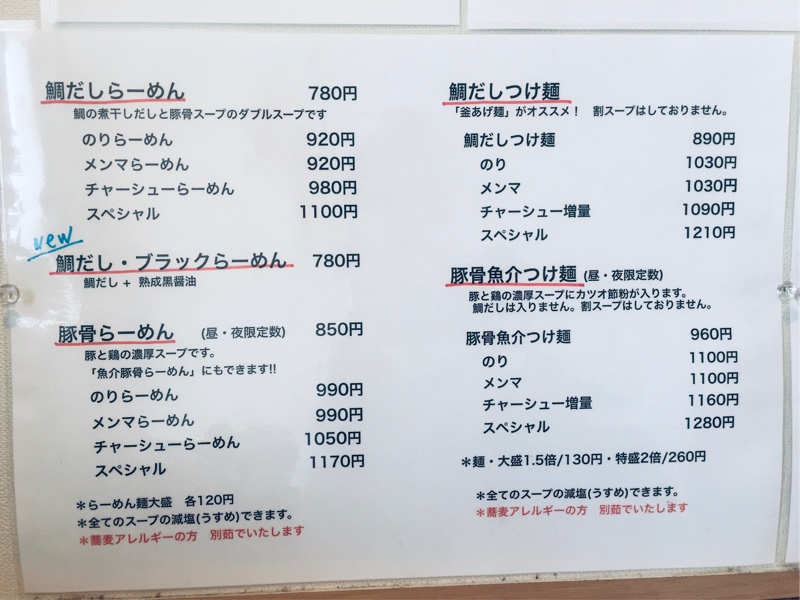 鯛だしらーめん 780円
鯛の煮干しだしと豚骨スープのダブルスープです
のりらーめん 920円
メンマらーめん 920円
チャーシューらーめん 980円
スペシャル 1100円
new
鯛だし・ブラックらーめん 780円
鯛だし + 熟成黒醤油
豚骨らーめん (昼・夜限定数) 850円
豚と鶏の濃厚スープです。
「魚介豚骨らーめん」にもできます!!
のりらーめん 990円
メンマらーめん 990円
チャーシューらーめん 1050円
スペシャル 1170円
＊らーめん麺大盛 各120円
＊全てのスープの減塩(うすめ)できます。
＊蕎麦アレルギーの方 別茹でいたします
鯛だしつけ麺
「釜あげ麺」がオススメ！ 割スープはしておりません。
鯛だしつけ麺 890円
のり 1030円
メンマ 1030円
チャーシュー増量 1090円
スペシャル 1210円
豚骨魚介つけ麺 (昼・夜限定数)
豚と鶏の濃厚スープにカツオ節粉が入ります。
鯛だしは入りません。割スープはしておりません。
豚骨魚介つけ麺 960円
のり 1100円
メンマ 1100円
チャーシュー増量 1160円
スペシャル 1280円
＊麺・大盛1.5倍/130円・特盛2倍/260円
＊全てのスープの減塩(うすめ)できます。
＊蕎麦アレルギーの方 別茹でいたします